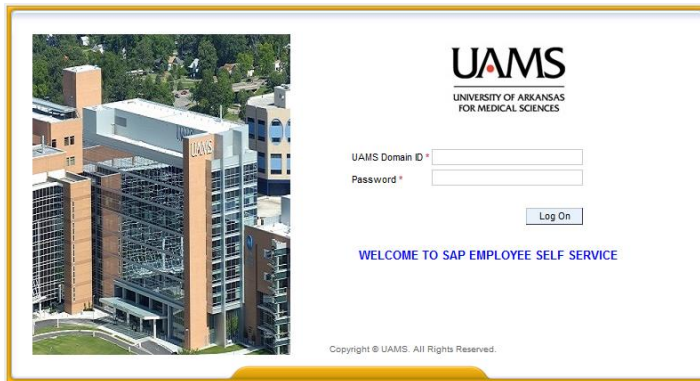 UAMS
UAMS
UNIVERSITY OF ARKANSAS
FOR MEDICAL SCIENCES
UAMS Domain ID *
Password *
Log On
WELCOME TO SAP EMPLOYEE SELF SERVICE
Copyright © UAMS. All Rights Reserved.